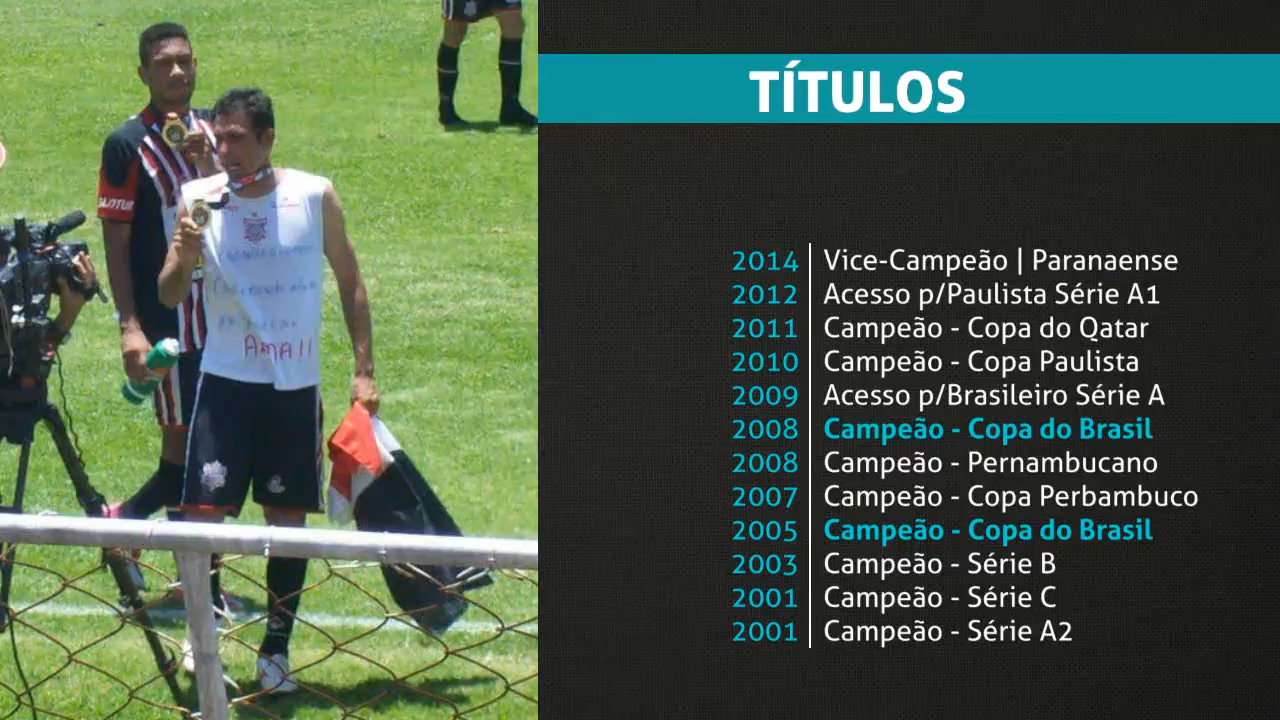 TÍTULOS
2014 Vice-Campeão | Paranaense
2012 Acesso p/Paulista Série A1
2011 Campeão - Copa do Qatar
2010 Campeão - Copa Paulista
2009 Acesso p/Brasileiro Série A
2008 Campeão - Copa do Brasil
2008 Campeão - Pernambucano
2007 Campeão - Copa Perbambuco
2005 Campeão - Copa do Brasil
2003 Campeão - Série B
2001 Campeão - Série C
2001 Campeão - Série A2
AMA!!